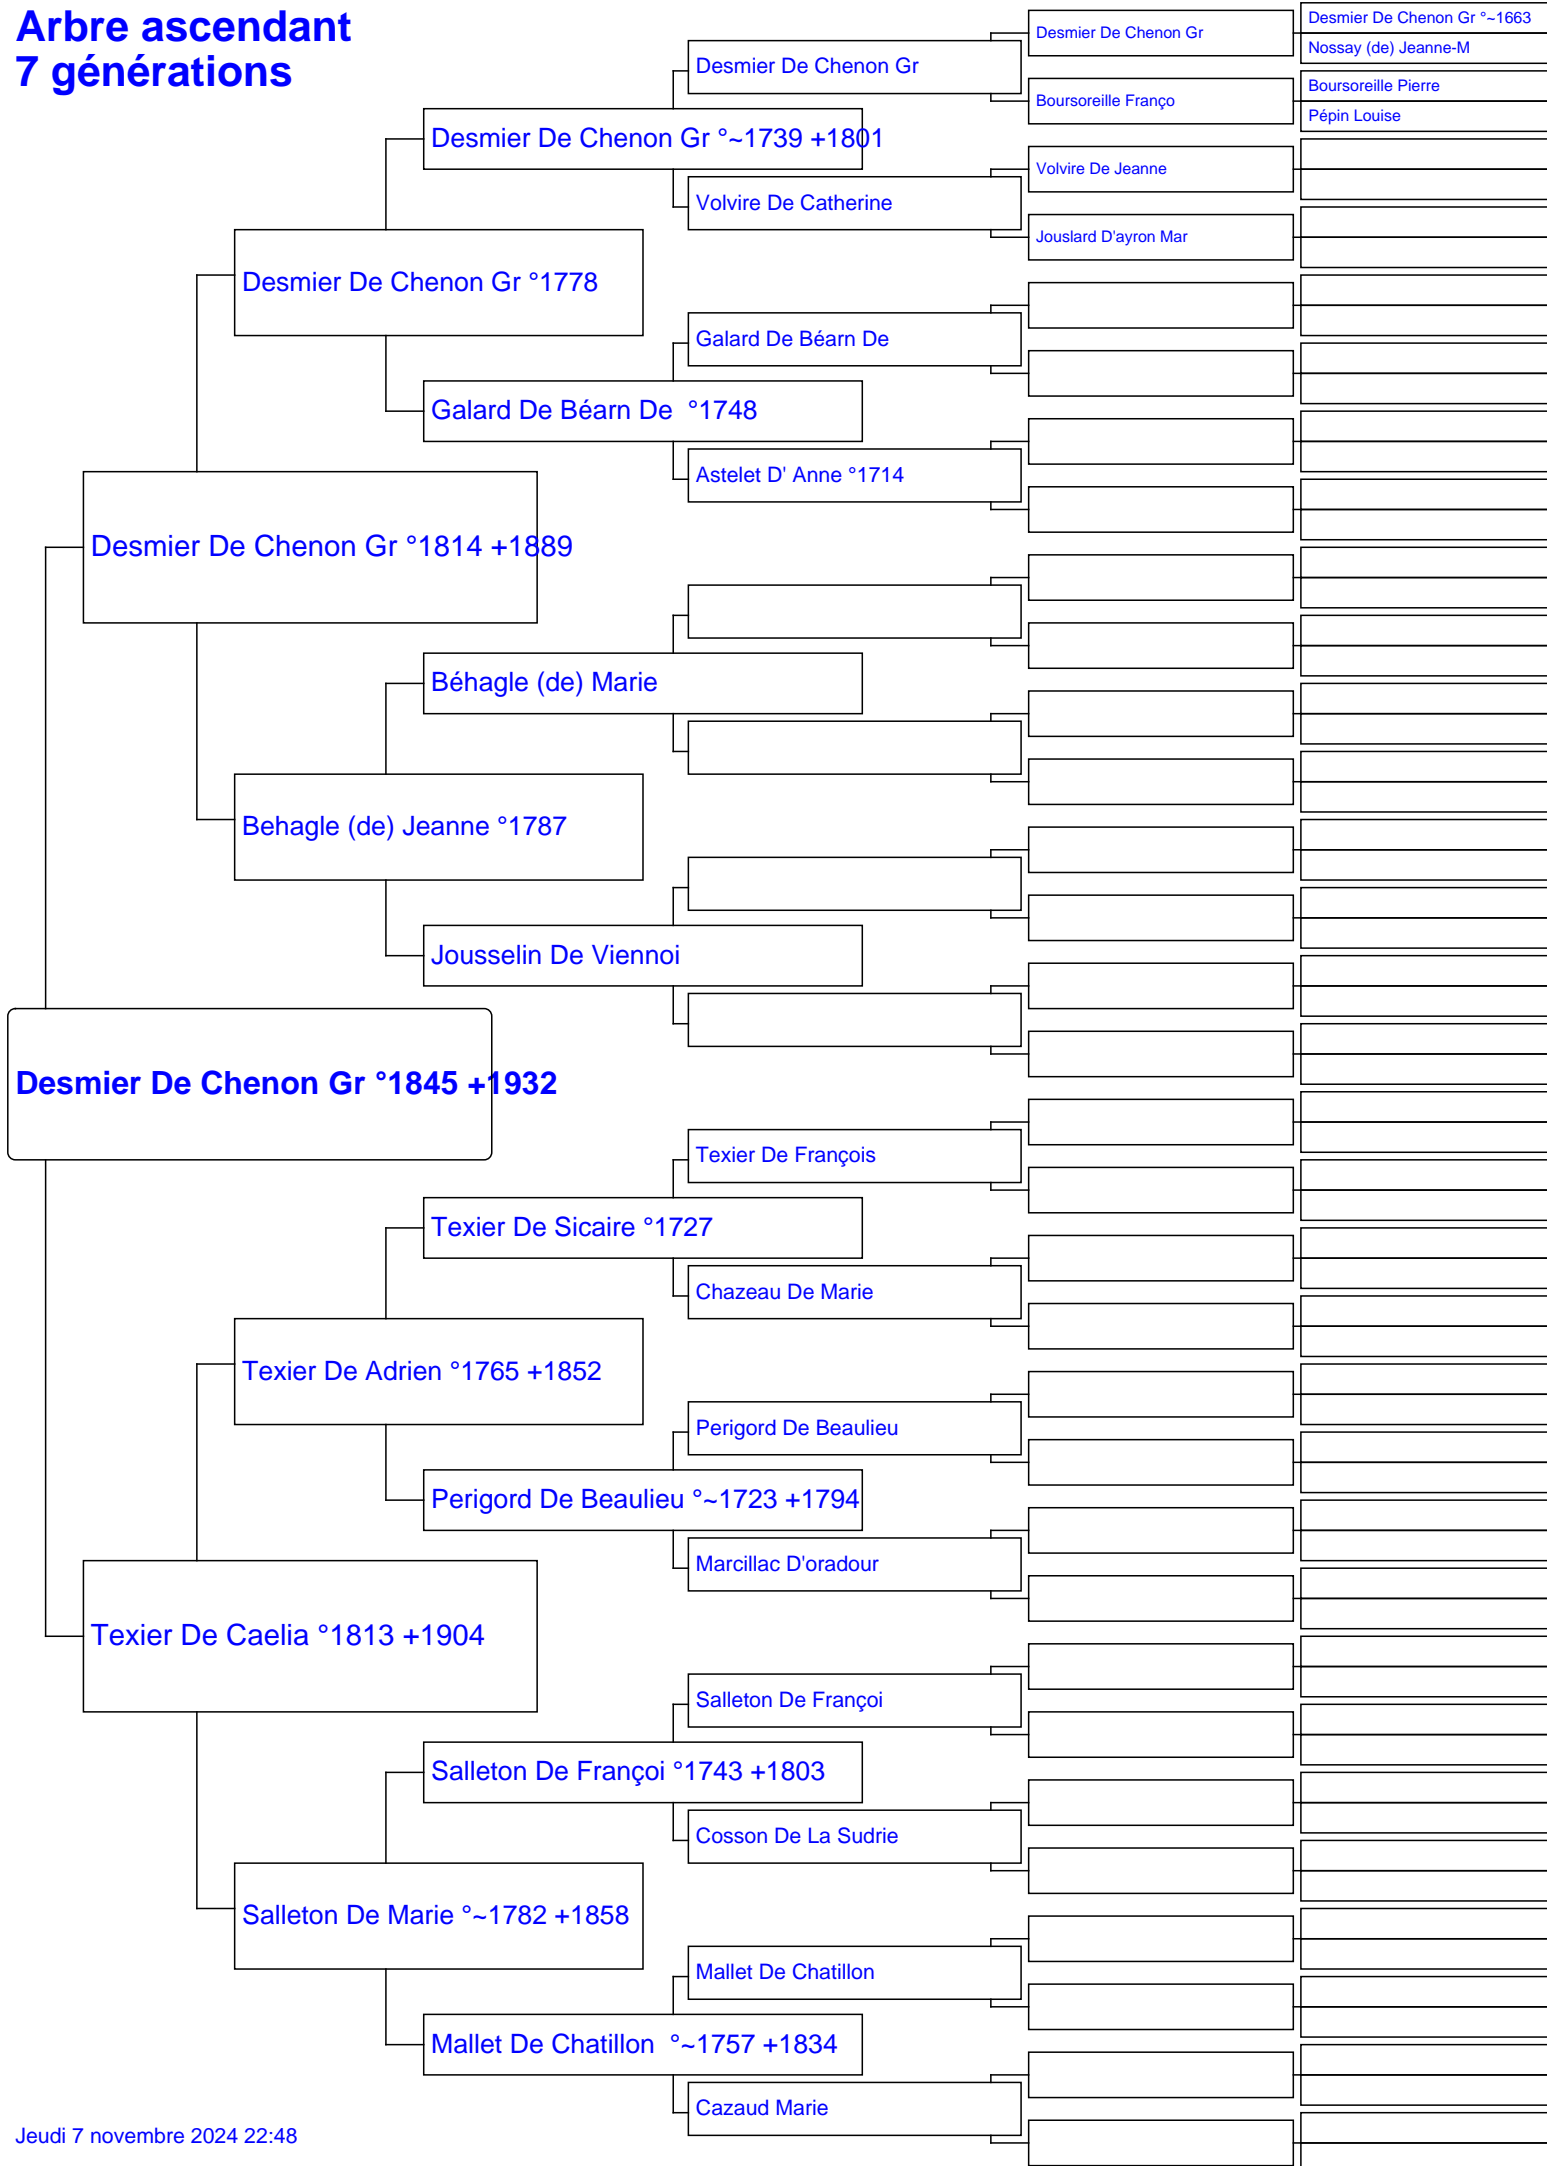 Arbre ascendant
7 générations
Desmier De Chenon Gr °~1663
Desmier De Chenon Gr
Nossay (de) Jeanne-M
Desmier De Chenon Gr
Boursoreille Pierre
Boursoreille Franço
Pépin Louise
Desmier De Chenon Gr °~1739 +1801
Volvire De Jeanne
Volvire De Catherine
Jouslard D'ayron Mar
Desmier De Chenon Gr °1778
Galard De Béarn De
Galard De Béarn De  °1748
Astelet D' Anne °1714
Desmier De Chenon Gr °1814 +1889
Béhagle (de) Marie
Behagle (de) Jeanne °1787
Jousselin De Viennoi
Desmier De Chenon Gr °1845 +1932
Texier De François
Texier De Sicaire °1727
Chazeau De Marie
Texier De Adrien °1765 +1852
Perigord De Beaulieu
Perigord De Beaulieu °~1723 +1794
Marcillac D'oradour
Texier De Caelia °1813 +1904
Salleton De Françoi
Salleton De Françoi °1743 +1803
Cosson De La Sudrie
Salleton De Marie °~1782 +1858
Mallet De Chatillon
Mallet De Chatillon  °~1757 +1834
Cazaud Marie
Jeudi 7 novembre 2024 22:48